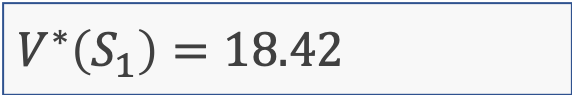 V*(S₁) = 18.42